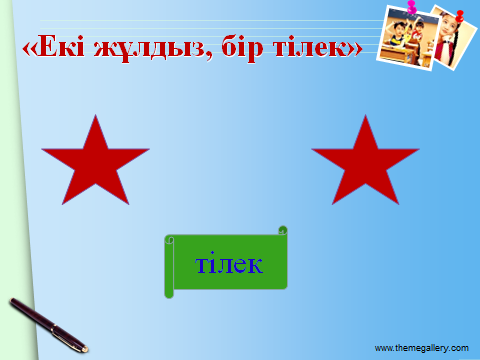 «Екі жұлдыз, бір тілек»
тілек
www.themegallery.com